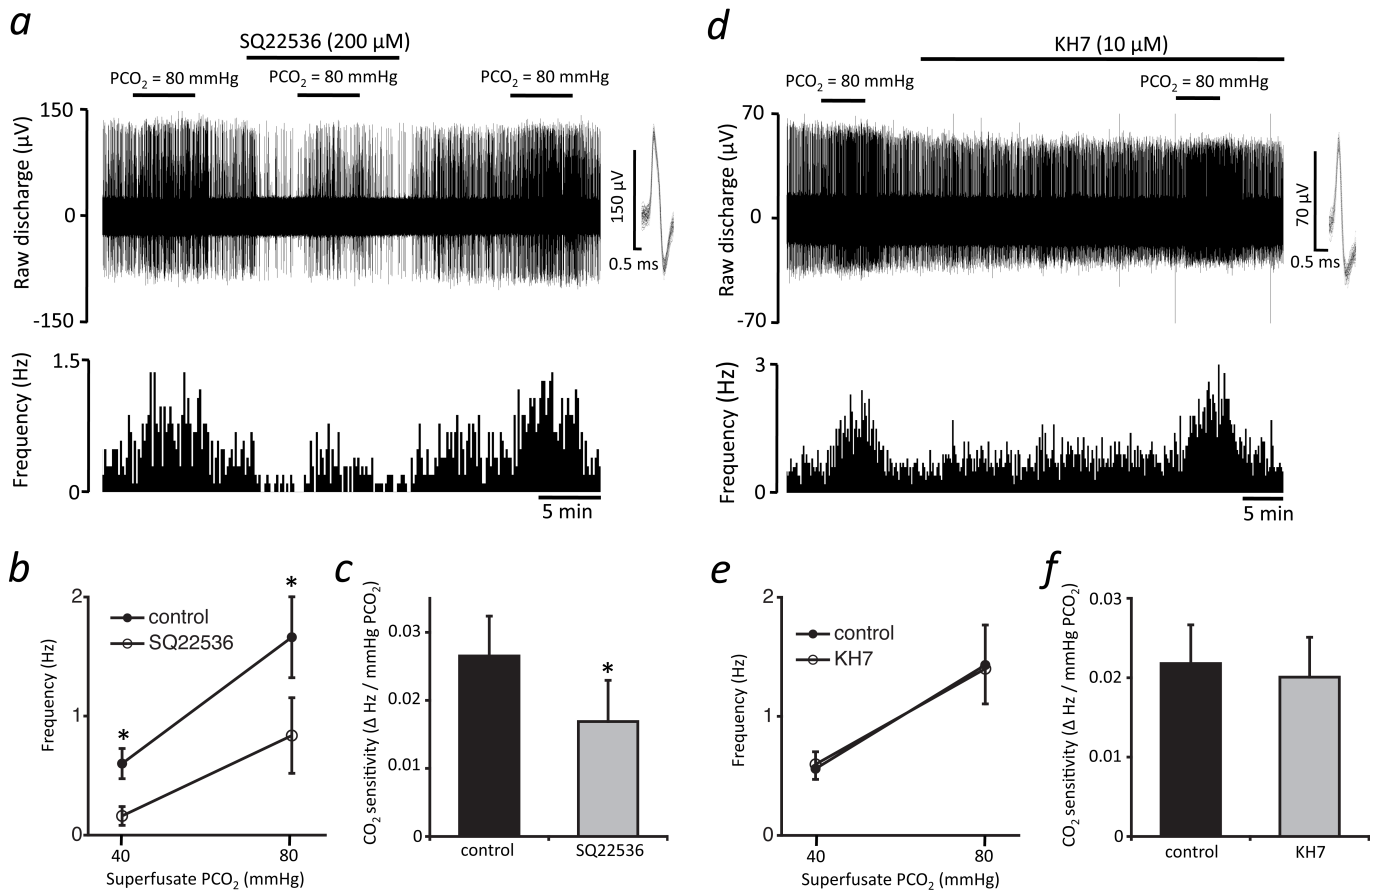 a
SQ22536 (200 µM)
PCO2 = 80 mmHg
PCO2 = 80 mmHg
PCO2 = 80 mmHg
Raw discharge (µV)
150
0
-150
150 µV
0.5 ms
Frequency (Hz)
1.5
0
5 min
d
KH7 (10 µM)
PCO2 = 80 mmHg
PCO2 = 80 mmHg
Raw discharge (µV)
70
0
-70
70 µV
0.5 ms
Frequency (Hz)
3
0
5 min
b
Frequency (Hz)
2
1
0
control
SQ22536
*
*
40
80
Superfusate PCO2 (mmHg)
c
CO2 sensitivity (Δ Hz / mmHg PCO2)
0.03
0.02
0.01
0
*
control
SQ22536
e
Frequency (Hz)
2
1
0
control
KH7
40
80
Superfusate PCO2 (mmHg)
f
CO2 sensitivity (Δ Hz / mmHg PCO2)
0.03
0.02
0.01
0
control
KH7